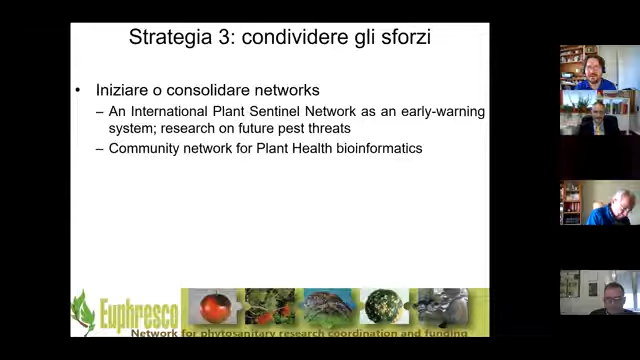 Strategia 3: condividere gli sforzi
• Iniziare o consolidare networks
– An International Plant Sentinel Network as an early-warning
system; research on future pest threats
– Community network for Plant Health bioinformatics
Euphresco
Network for phytosanitary research coordination and funding